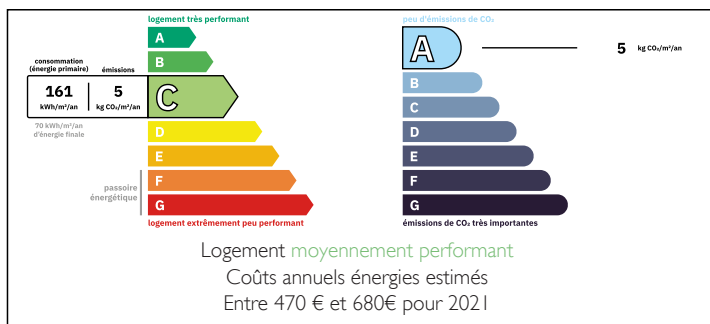 logement très performant
A
B
consommation
(énergie primaire)
émissions
161
kWh/m²/an
5
kg CO₂/m²/an
C
70 kWh/m²/an
d'énergie finale
D
E
F
G
passoire
énergétique
logement extrêmement peu performant
peu d'émissions de CO₂
A
5 kg CO₂/m²/an
B
C
D
E
F
G
émissions de CO₂ très importantes
Logement moyennement performant
Coûts annuels énergies estimés
Entre 470 € et 680€ pour 2021